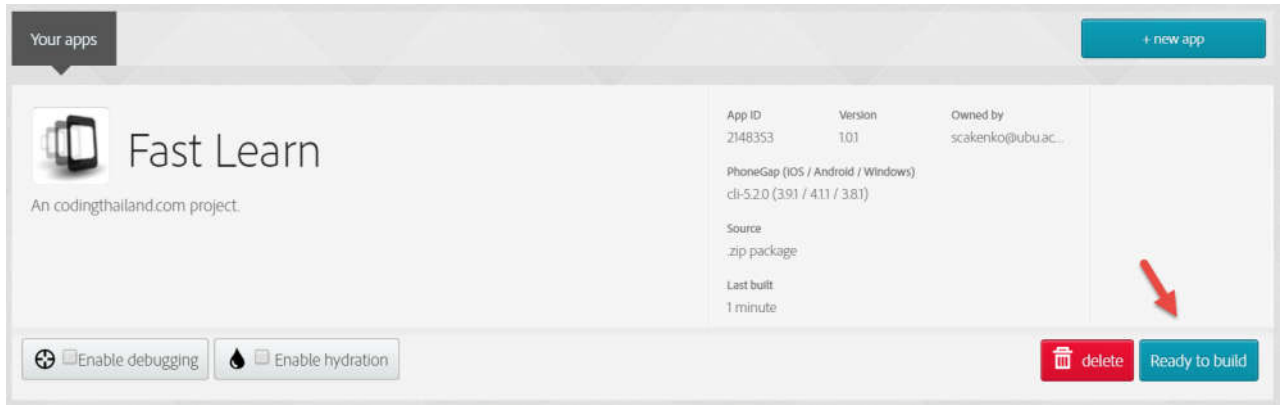 Your apps
+ new app
Fast Learn
An codingthailand.com project.
App ID
2148353
Version
1.0.1
Owned by
scakenko@ubu.ac...
PhoneGap (iOS / Android / Windows)
cli-5.2.0 (3.9.1 / 4.1.1 / 3.8.1)
Source
.zip package
Last built
1 minute
Enable debugging
Enable hydration
delete
Ready to build